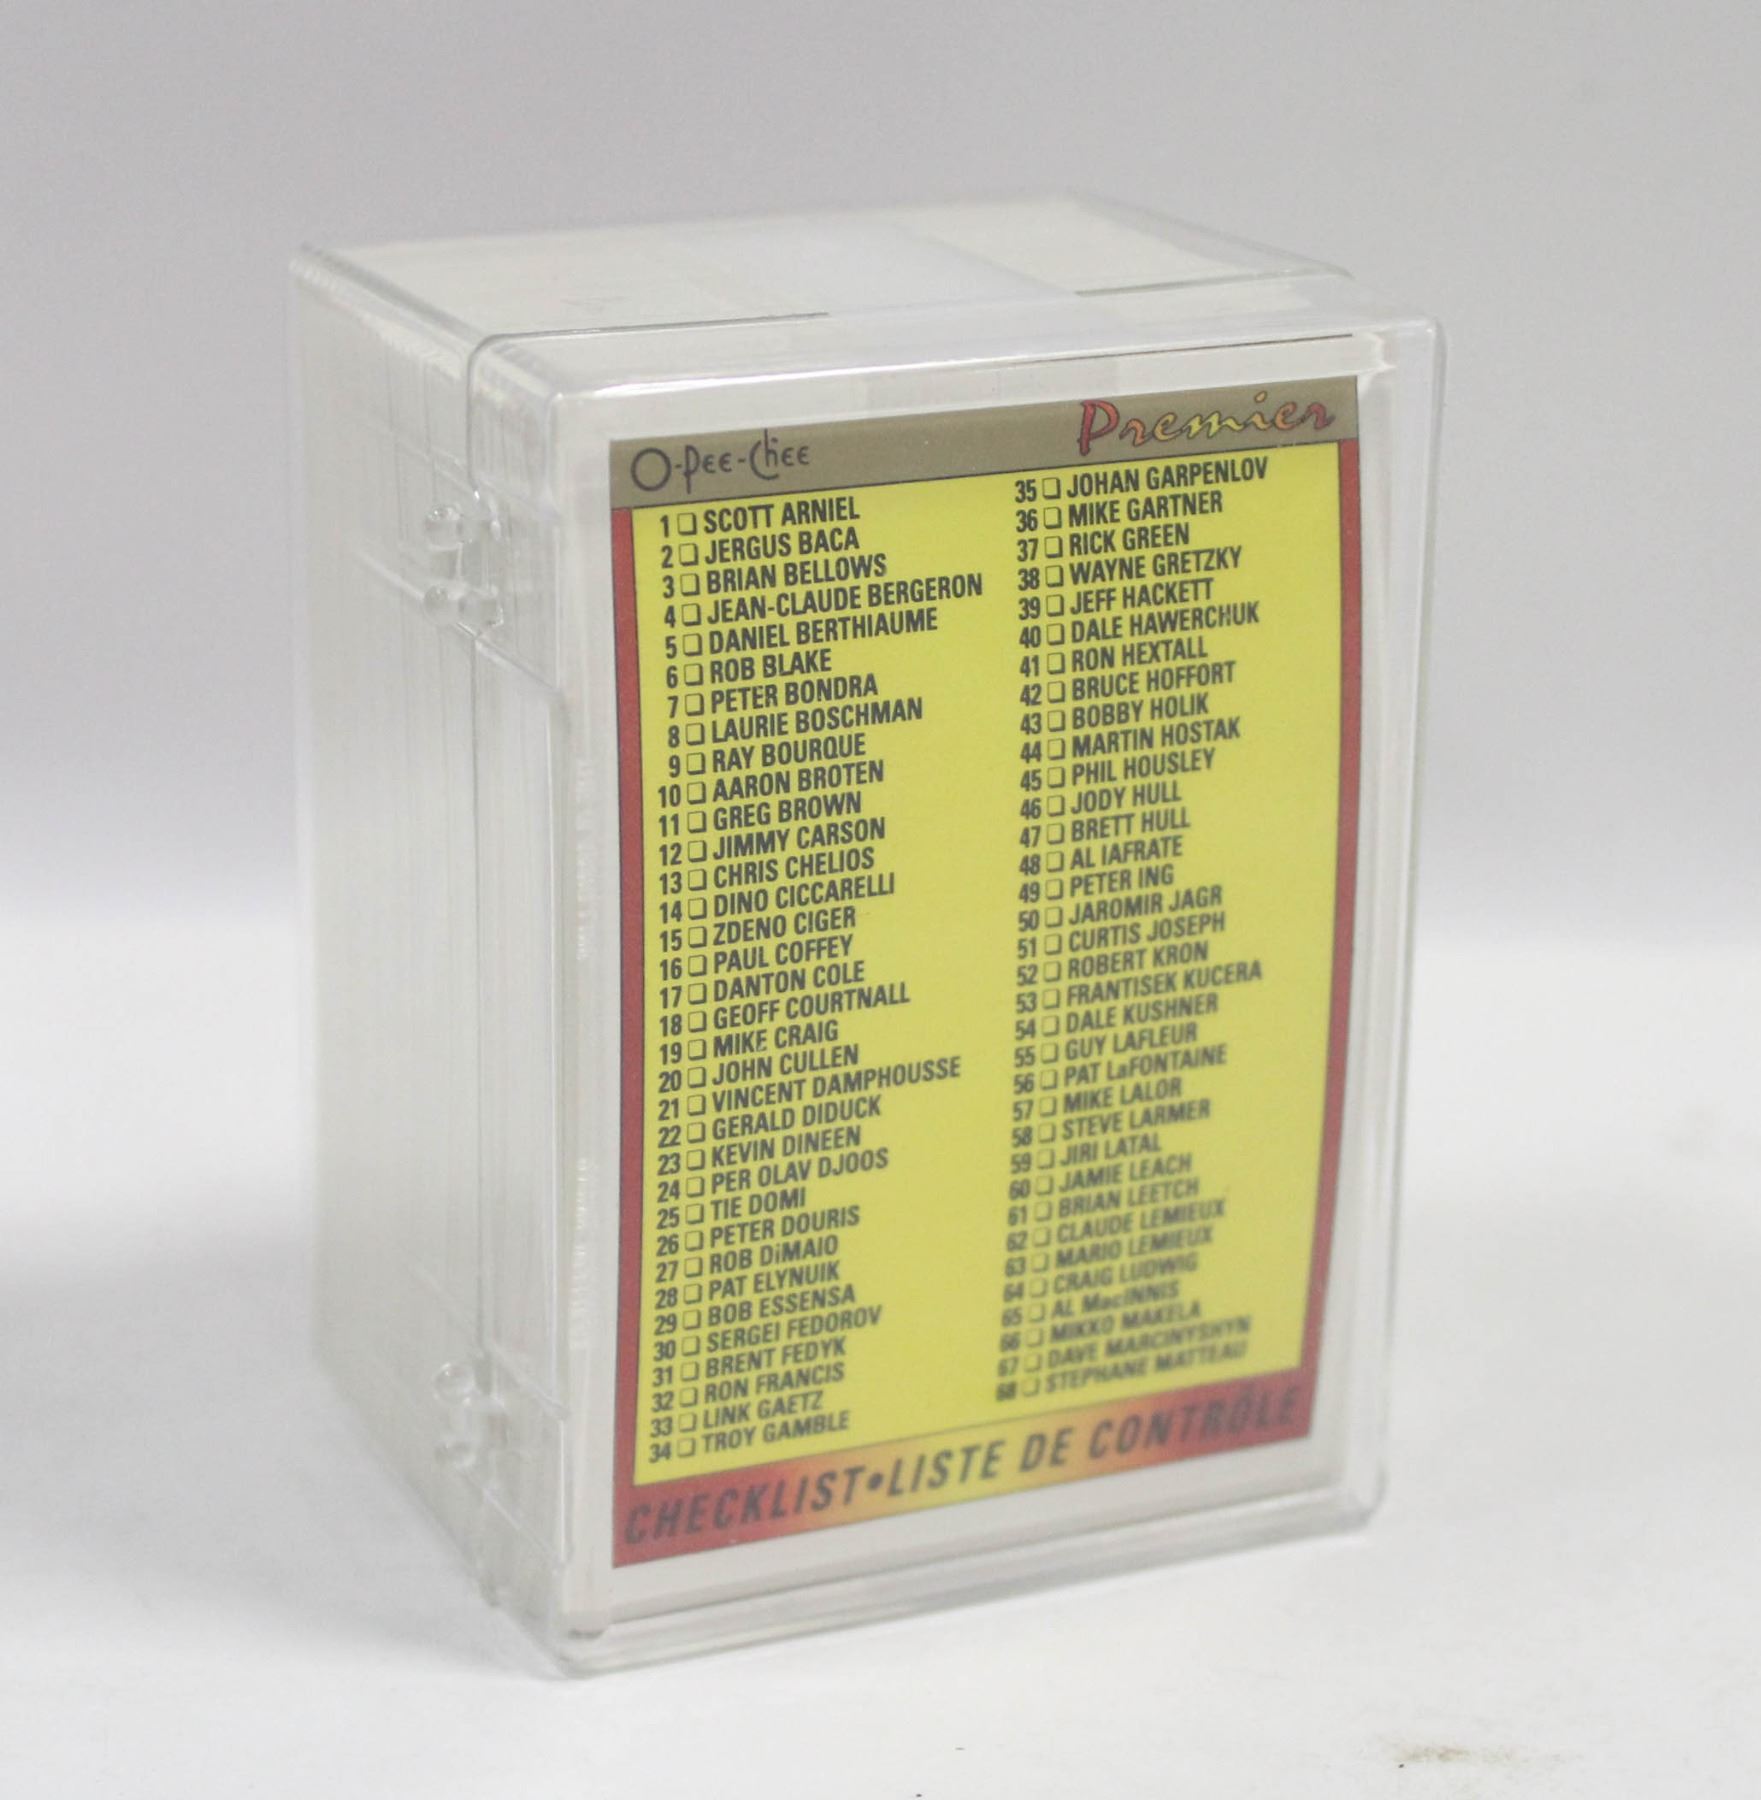 O-Pee-Chee Premier
1 SCOTT ARNIEL
2 JERGUS BACA
3 BRIAN BELLOWS
4 JEAN-CLAUDE BERGERON
5 DANIEL BERTHIAUME
6 ROB BLAKE
7 PETER BONDRA
8 LAURIE BOSCHMAN
9 RAY BOURQUE
10 AARON BROTEN
11 GREG BROWN
12 JIMMY CARSON
13 CHRIS CHELIOS
14 DINO CICCARELLI
15 ZDENO CIGER
16 PAUL COFFEY
17 DANTON COLE
18 GEOFF COURTNALL
19 MIKE CRAIG
20 JOHN CULLEN
21 VINCENT DAMPHOUSSE
22 GERALD DIDUCK
23 KEVIN DINEEN
24 PER OLAV DJOOS
25 TIE DOMI
26 PETER DOURIS
27 ROB DiMAIO
28 PAT ELYNUIK
29 BOB ESSENSA
30 SERGEI FEDOROV
31 BRENT FEDYK
32 RON FRANCIS
33 LINK GAETZ
34 TROY GAMBLE
35 JOHAN GARPENLOV
36 MIKE GARTNER
37 RICK GREEN
38 WAYNE GRETZKY
39 JEFF HACKETT
40 DALE HAWERCHUK
41 RON HEXTALL
42 BRUCE HOFFORT
43 BOBBY HOLIK
44 MARTIN HOSTAK
45 PHIL HOUSLEY
46 JODY HULL
47 BRETT HULL
48 AL IAFRATE
49 PETER ING
50 JAROMIR JAGR
51 CURTIS JOSEPH
52 ROBERT KRON
53 FRANTISEK KUCERA
54 DALE KUSHNER
55 GUY LAFLEUR
56 PAT LaFONTAINE
57 MIKE LALOR
58 STEVE LARMER
59 JIRI LATAL
60 JAMIE LEACH
61 BRIAN LEETCH
62 CLAUDE LEMIEUX
63 MARIO LEMIEUX
64 CRAIG LUDWIG
65 AL MacINNIS
66 MIKKO MAKELA
67 DAVE MARCINYSHYN
68 STEPHANE MATTEAU
CHECKLIST•LISTE DE CONTRÔLE